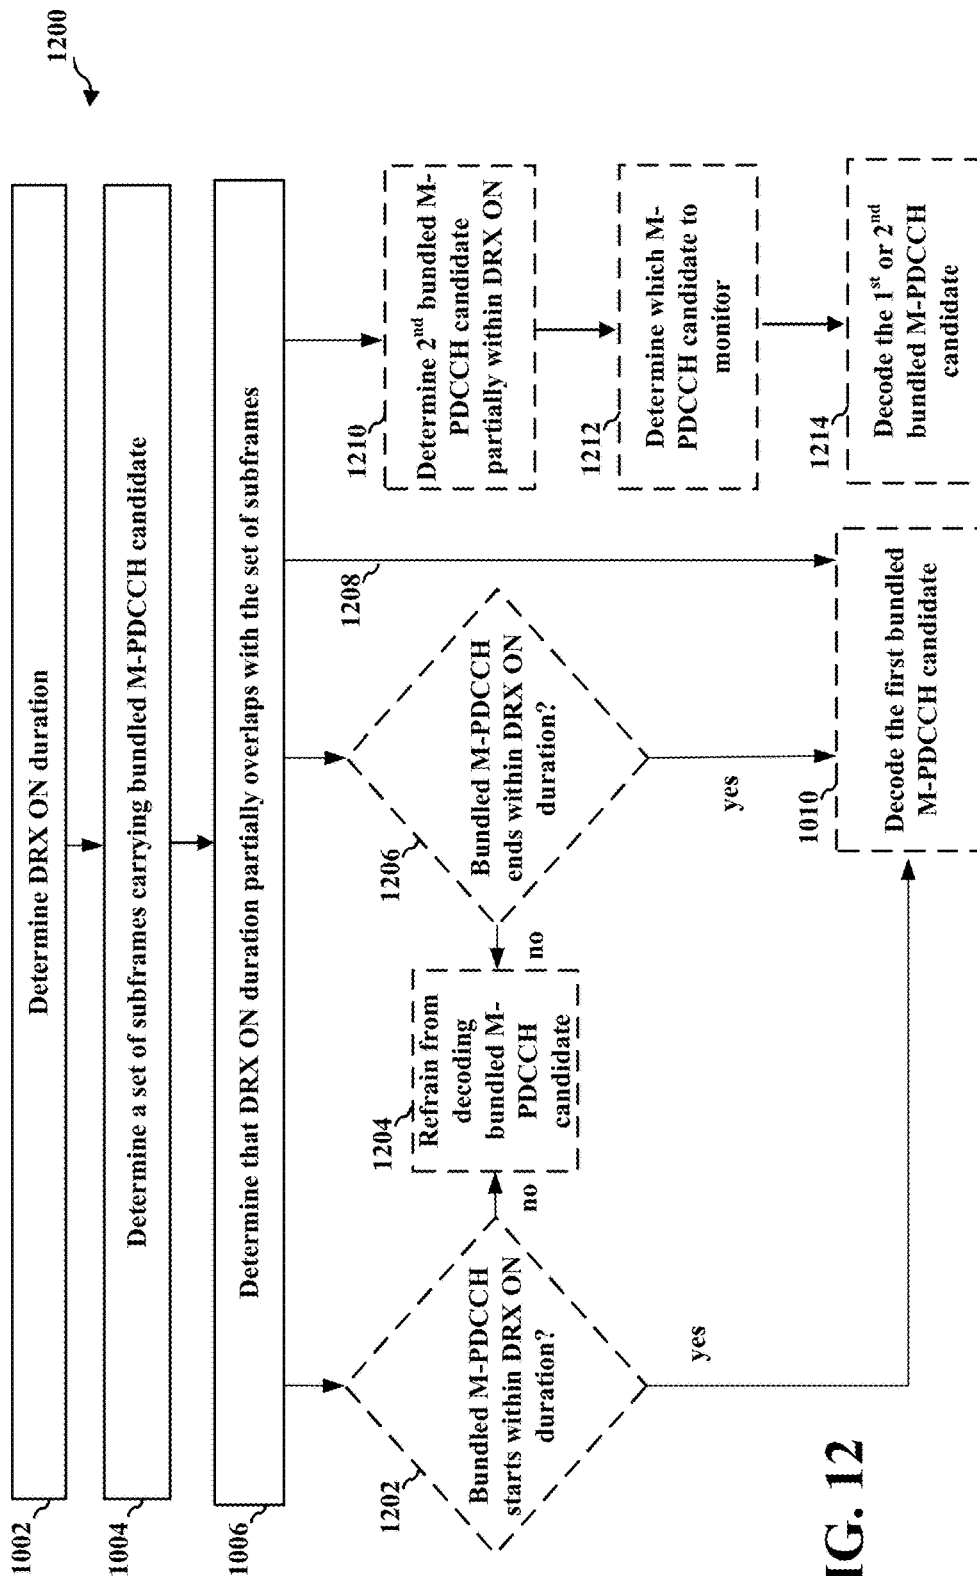 1200
1002
Determine DRX ON duration
1004
Determine a set of subframes carrying bundled M-PDCCH candidate
1006
Determine that DRX ON duration partially overlaps with the set of subframes
1202
Bundled M-PDCCH
starts within DRX ON
duration?
no
yes
1204
Refrain from
decoding
bundled M-
PDCCH
candidate
1206
Bundled M-PDCCH
ends within DRX ON
duration?
no
yes
1208
1010
Decode the first bundled
M-PDCCH candidate
1210
Determine 2nd bundled M-
PDCCH candidate
partially within DRX ON
1212
Determine which M-
PDCCH candidate to
monitor
1214
Decode the 1st or 2nd
bundled M-PDCCH
candidate
IG. 12